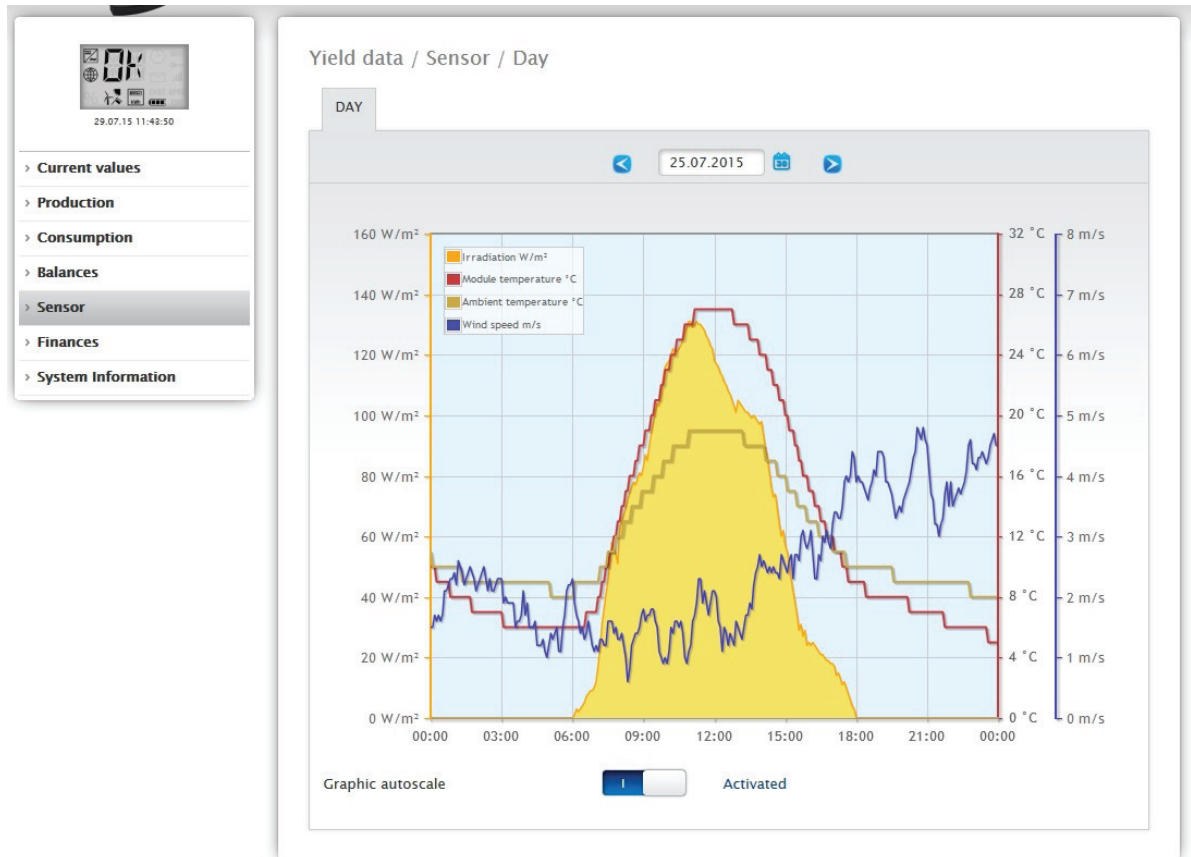 OK
29.07.15 11:43:50
› Current values
› Production
› Consumption
› Balances
› Sensor
› Finances
› System Information
Yield data / Sensor / Day
DAY
25.07.2015
30
160 W/m² 32 °C 8 m/s
Irradiation W/m²
Module temperature °C
140 W/m² 28 °C 7 m/s
Ambient temperature °C
Wind speed m/s
120 W/m² 24 °C 6 m/s
100 W/m² 20 °C 5 m/s
80 W/m² 16 °C 4 m/s
60 W/m² 12 °C 3 m/s
40 W/m² 8 °C 2 m/s
20 W/m² 4 °C 1 m/s
0 W/m² 0 °C 0 m/s
00:00 03:00 06:00 09:00 12:00 15:00 18:00 21:00 00:00
Graphic autoscale I Activated